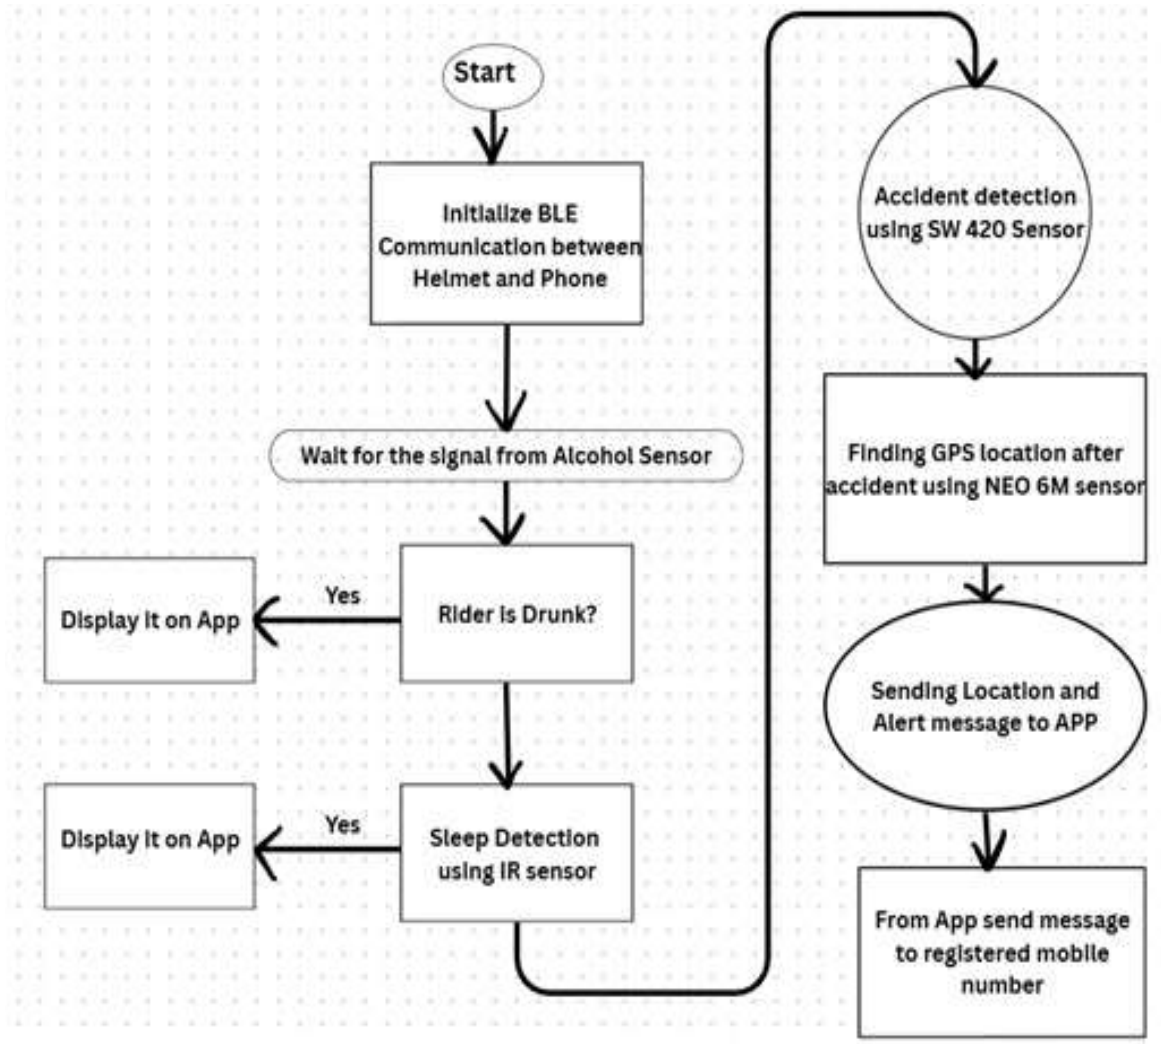 Start
Initialize BLE
Communication between
Helmet and Phone
Wait for the signal from Alcohol Sensor
Rider is Drunk?
Yes
Display it on App
Sleep Detection
using IR sensor
Yes
Display it on App
Accident detection
using SW 420 Sensor
Finding GPS location after
accident using NEO 6M sensor
Sending Location and
Alert message to APP
From App send message
to registered mobile
number